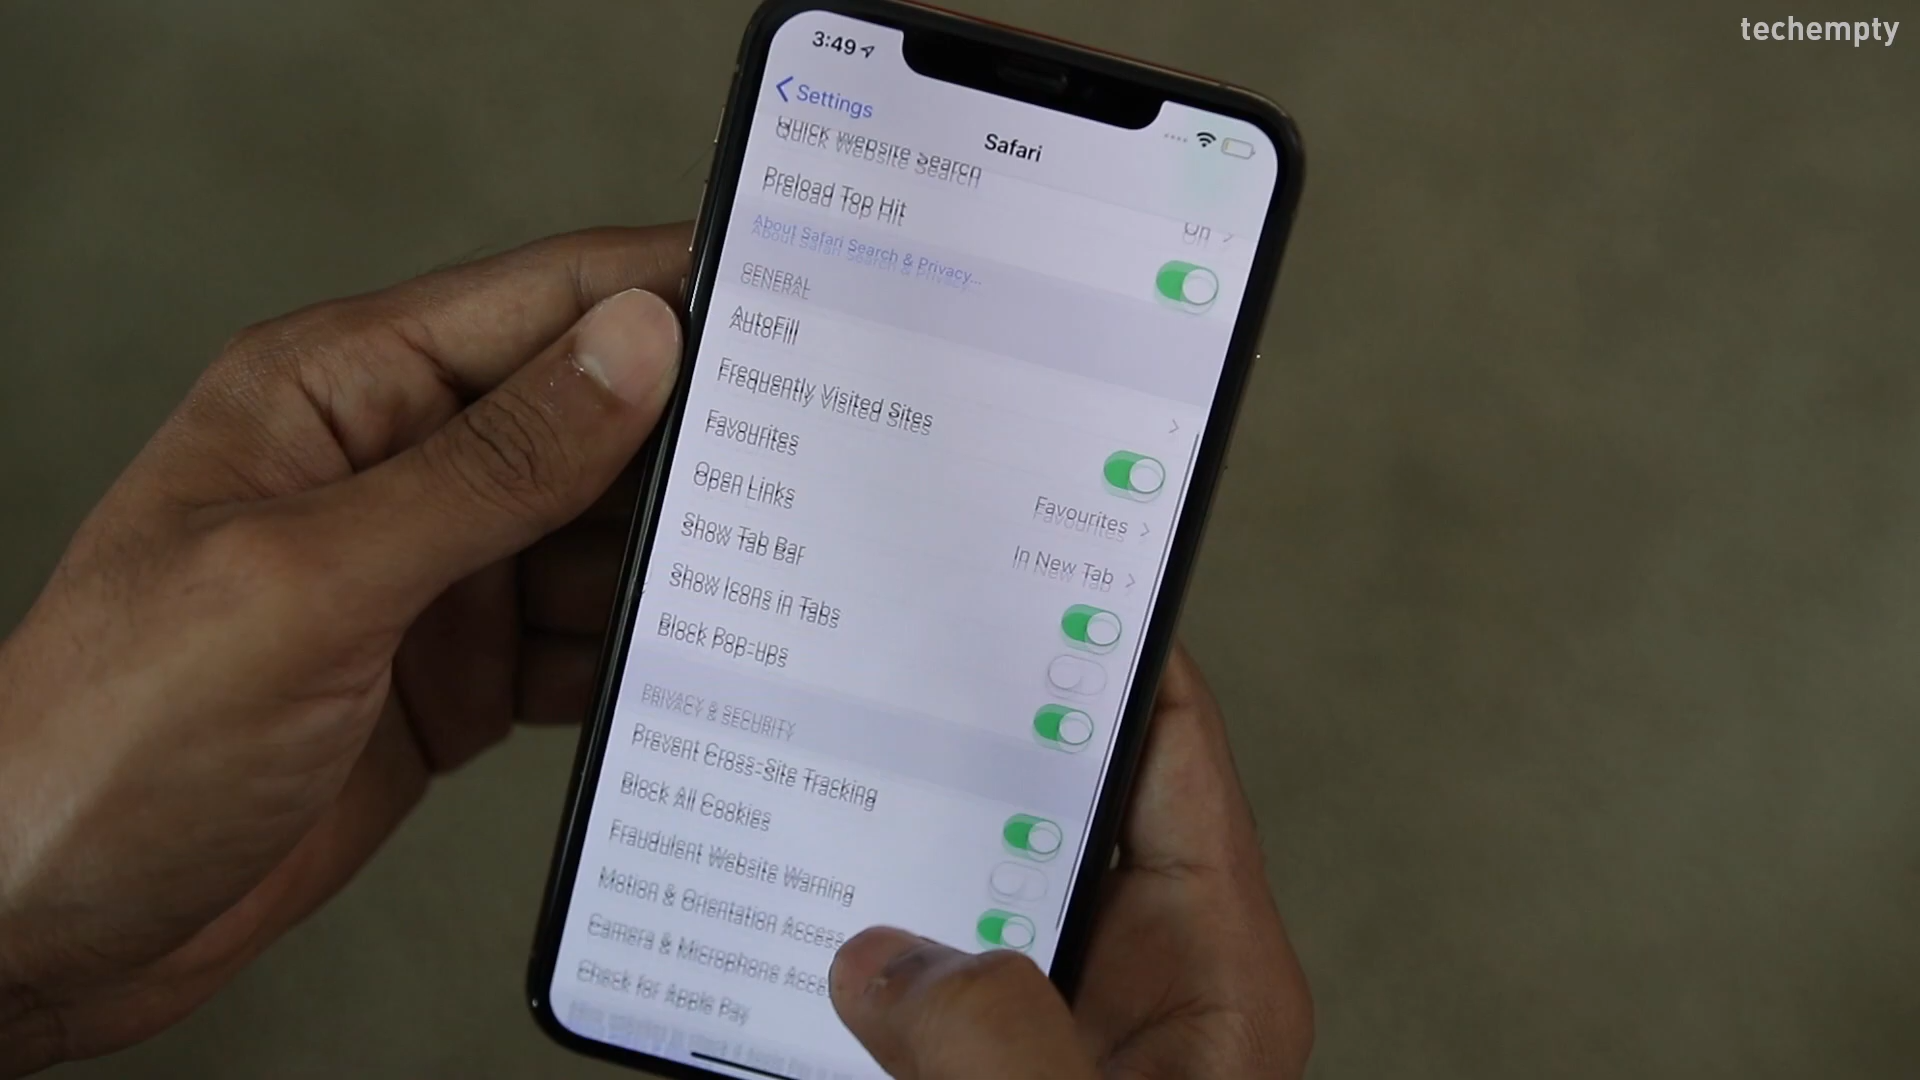 techempty
3:49
Settings
Safari
Quick Website Search
On
Preload Top Hit
About Safari Search & Privacy...
GENERAL
AutoFill
Frequently Visited Sites
Favourites
Favourites
Open Links
In New Tab
Show Tab Bar
Show Icons in Tabs
Block Pop-ups
PRIVACY & SECURITY
Prevent Cross-Site Tracking
Block All Cookies
Fraudulent Website Warning
Motion & Orientation Access
Camera & Microphone Acce
Check for Apple Pay